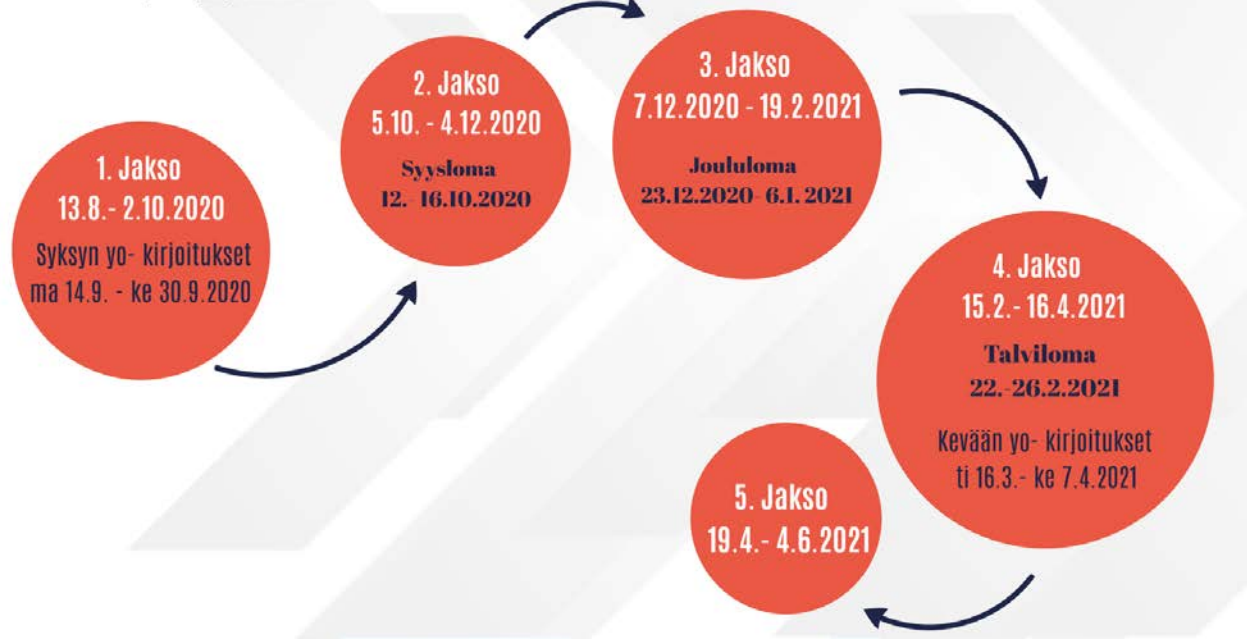 1. Jakso
13.8.- 2.10.2020
Syksyn yo- kirjoitukset
ma 14.9. - ke 30.9.2020
2. Jakso
5.10. - 4.12.2020
Syysloma
12.- 16.10.2020
3. Jakso
7.12.2020 - 19.2.2021
Joululoma
23.12.2020- 6.1. 2021
4. Jakso
15.2.- 16.4.2021
Talviloma
22.-26.2.2021
Kevään yo- kirjoitukset
ti 16.3.- ke 7.4.2021
5. Jakso
19.4.- 4.6.2021